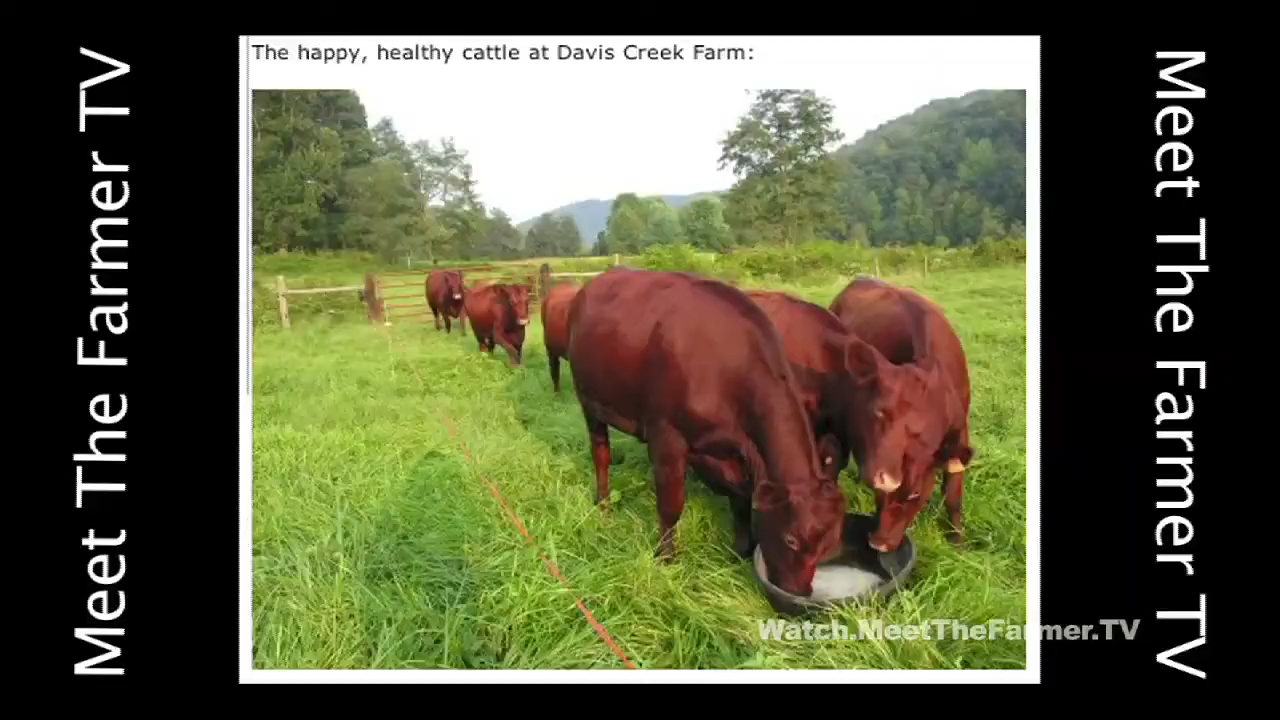 Meet The Farmer TV
The happy, healthy cattle at Davis Creek Farm:
Meet The Farmer TV
Watch.MeetTheFarmer.TV